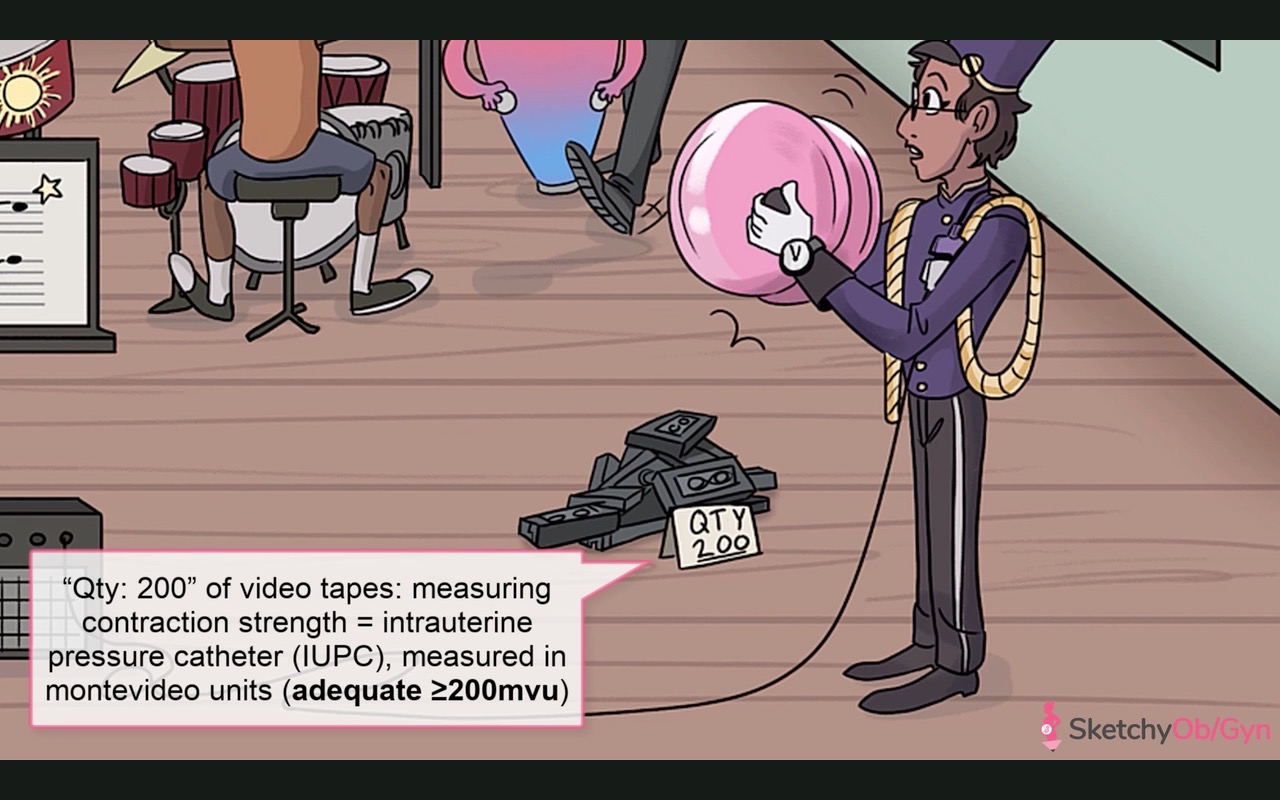 V
QTY
200
“Qty: 200” of video tapes: measuring
contraction strength = intrauterine
pressure catheter (IUPC), measured in
montevideo units (adequate ≥200mvu)
SketchyOb/Gyn